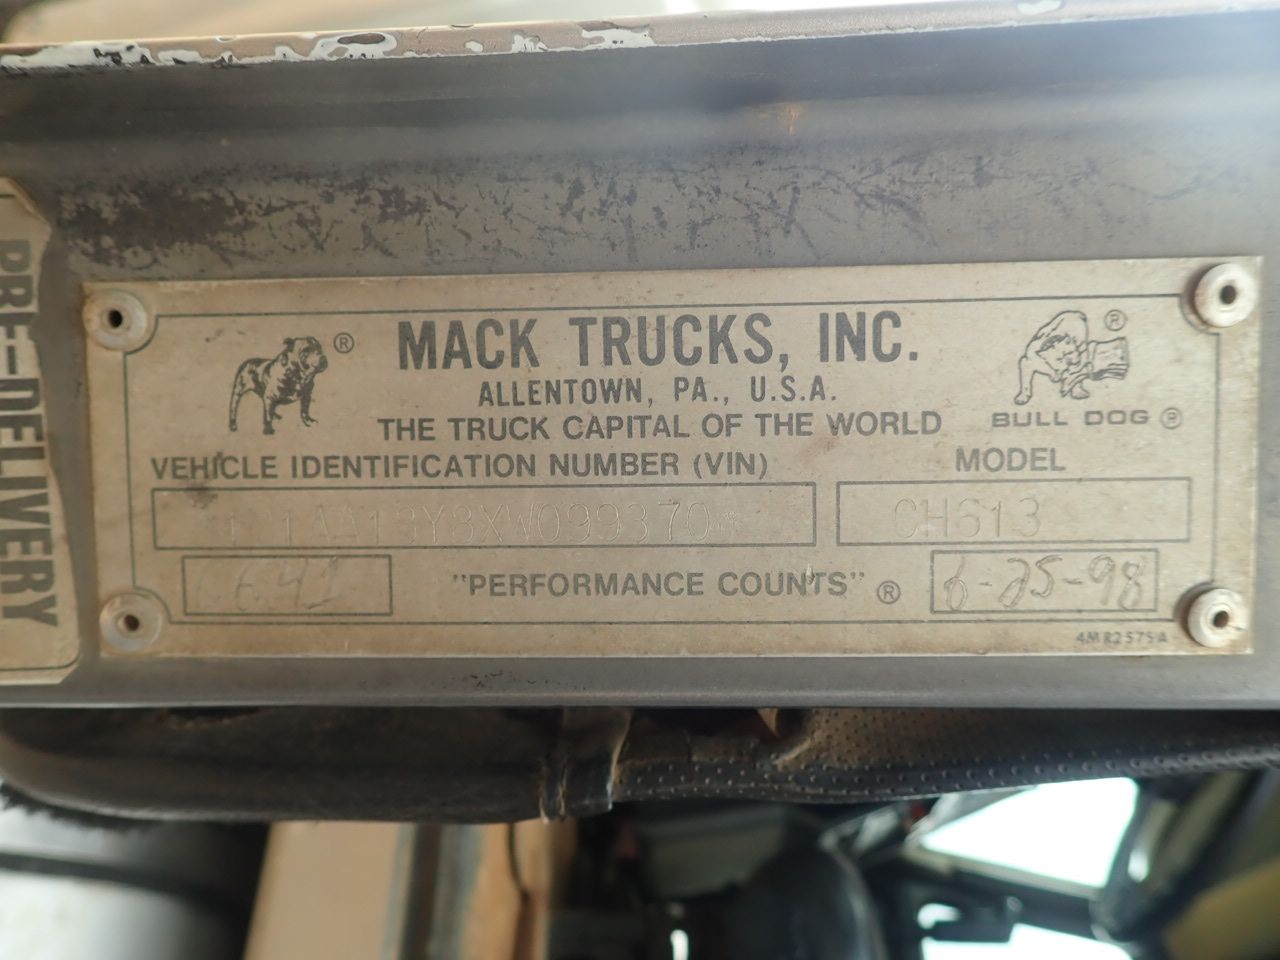 PRE-DELIVERY
MACK TRUCKS, INC.
ALLENTOWN, PA., U.S.A.
THE TRUCK CAPITAL OF THE WORLD
BULL DOG ®
VEHICLE IDENTIFICATION NUMBER (VIN)
MODEL
1AA13Y8XW099370
CH613
"PERFORMANCE COUNTS" ®
6-25-98
4MR2575A